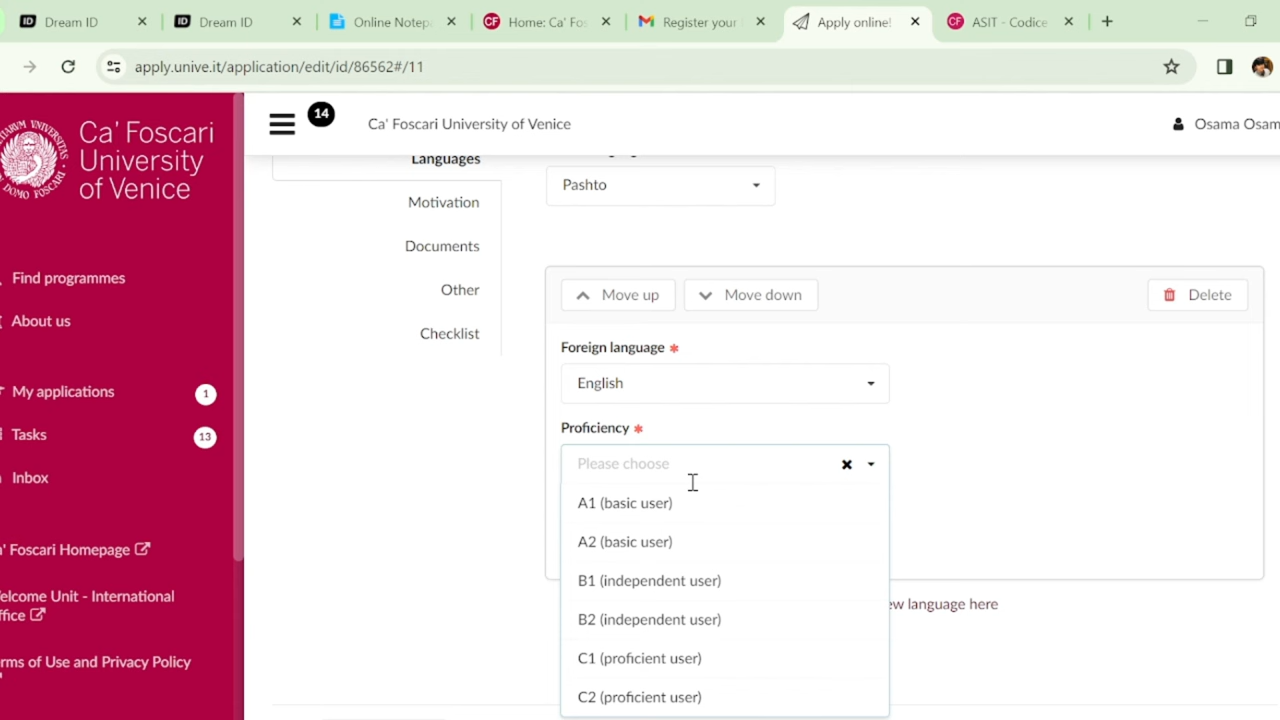 Dream ID
Dream ID
Online Notep
Home: Ca' Fos
Register your
Apply online!
ASIT - Codice
apply.unive.it/application/edit/id/86562#/11
Ca' Foscari
University
of Venice
14
Ca' Foscari University of Venice
Osama Osam
Find programmes
About us
My applications 1
Tasks 13
Inbox
a' Foscari Homepage
elcome Unit - International
ffice
rms of Use and Privacy Policy
Languages
Motivation
Documents
Other
Checklist
Pashto
Move up
Move down
Delete
Foreign language *
English
Proficiency *
Please choose
A1 (basic user)
A2 (basic user)
B1 (independent user)
B2 (independent user)
C1 (proficient user)
C2 (proficient user)
ew language here